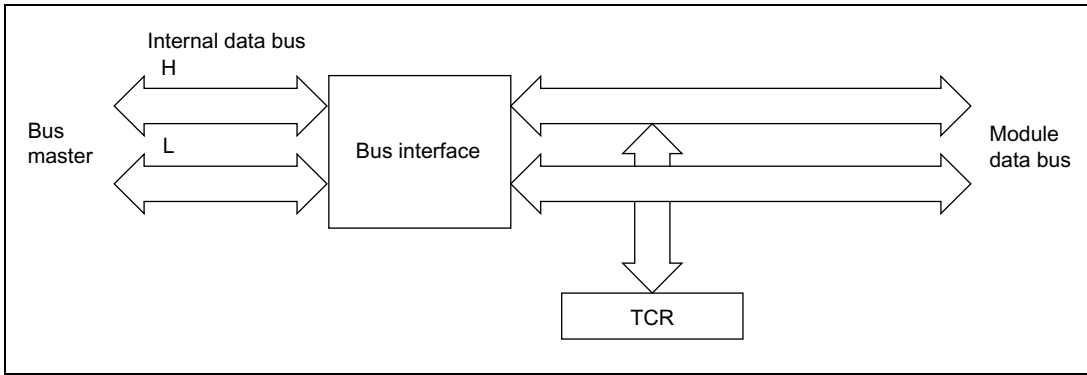 Internal data bus
H
Bus
master
L
Bus interface
Module
data bus
TCR